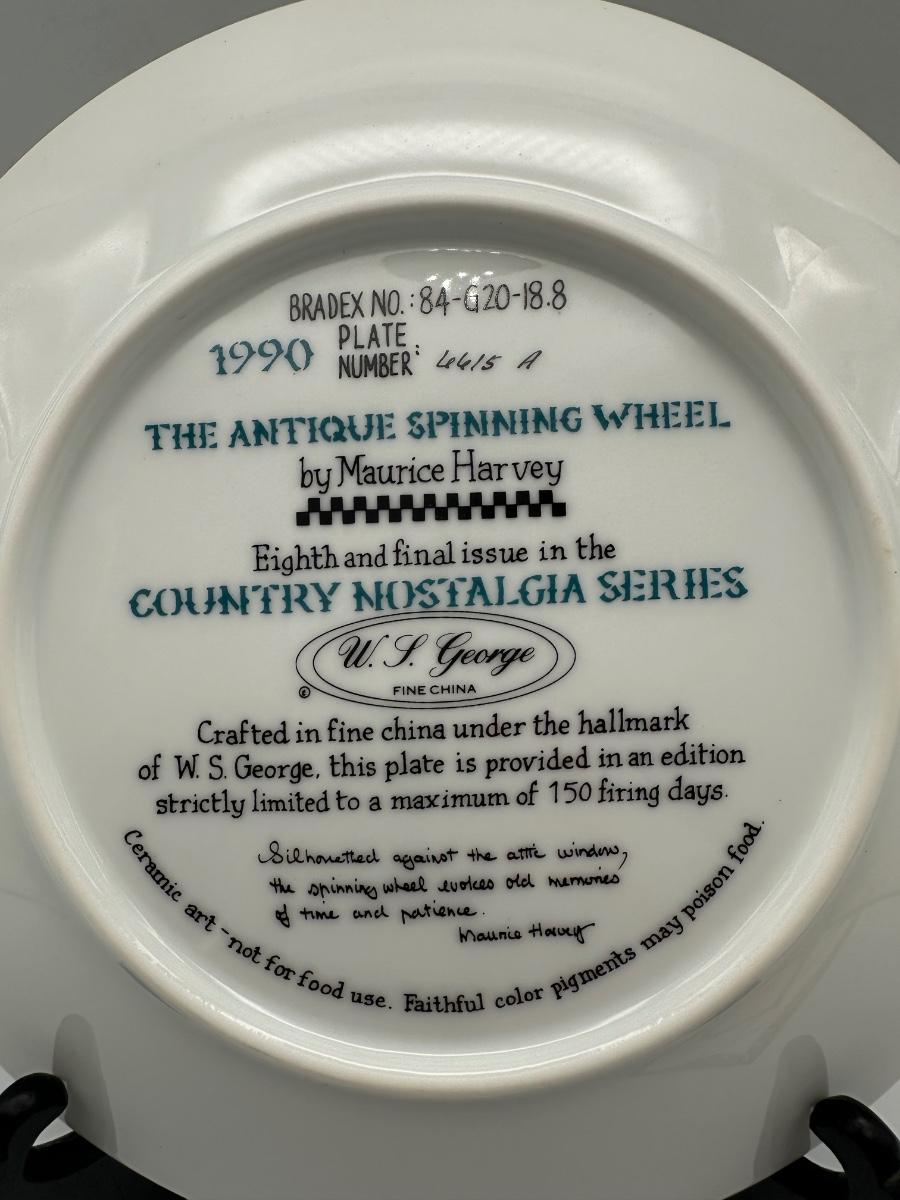 BRADEX NO.: 84-G20-18.8
1990 PLATE NUMBER: 4615 A
THE ANTIQUE SPINNING WHEEL
by Maurice Harvey
Eighth and final issue in the
COUNTRY NOSTALGIA SERIES
W. S. George
© FINE CHINA
Crafted in fine china under the hallmark
of W. S. George, this plate is provided in an edition
strictly limited to a maximum of 150 firing days.
Silhouetted against the attic window,
the spinning wheel evokes old memories
of time and patience.
Maurice Harvey
Ceramic art - not for food use. Faithful color pigments may poison food.